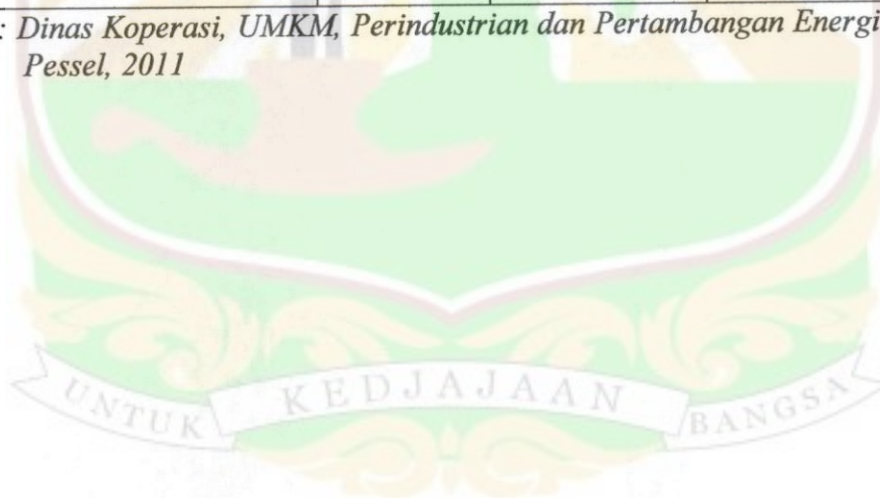 : Dinas Koperasi, UMKM, Perindustrian dan Pertambangan Energi
Pessel, 2011
UNTUK KEDJAJAAN BANGSA